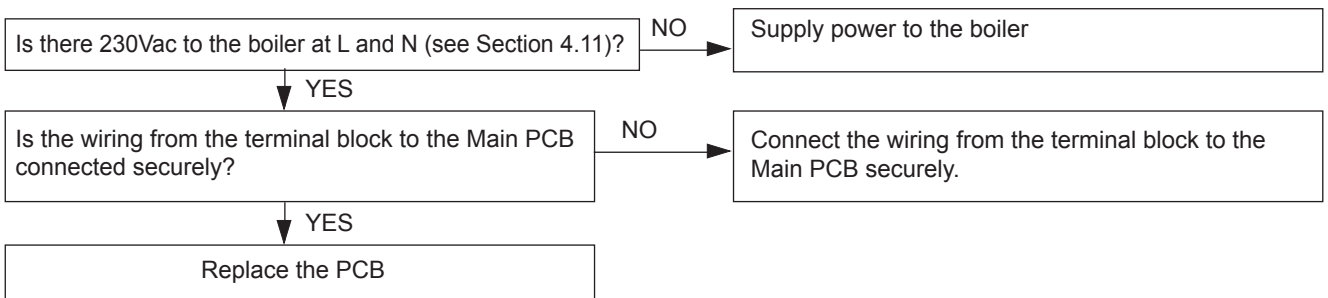 Is there 230Vac to the boiler at L and N (see Section 4.11)?
NO
Supply power to the boiler
YES
Is the wiring from the terminal block to the Main PCB
connected securely?
NO
Connect the wiring from the terminal block to the
Main PCB securely.
YES
Replace the PCB